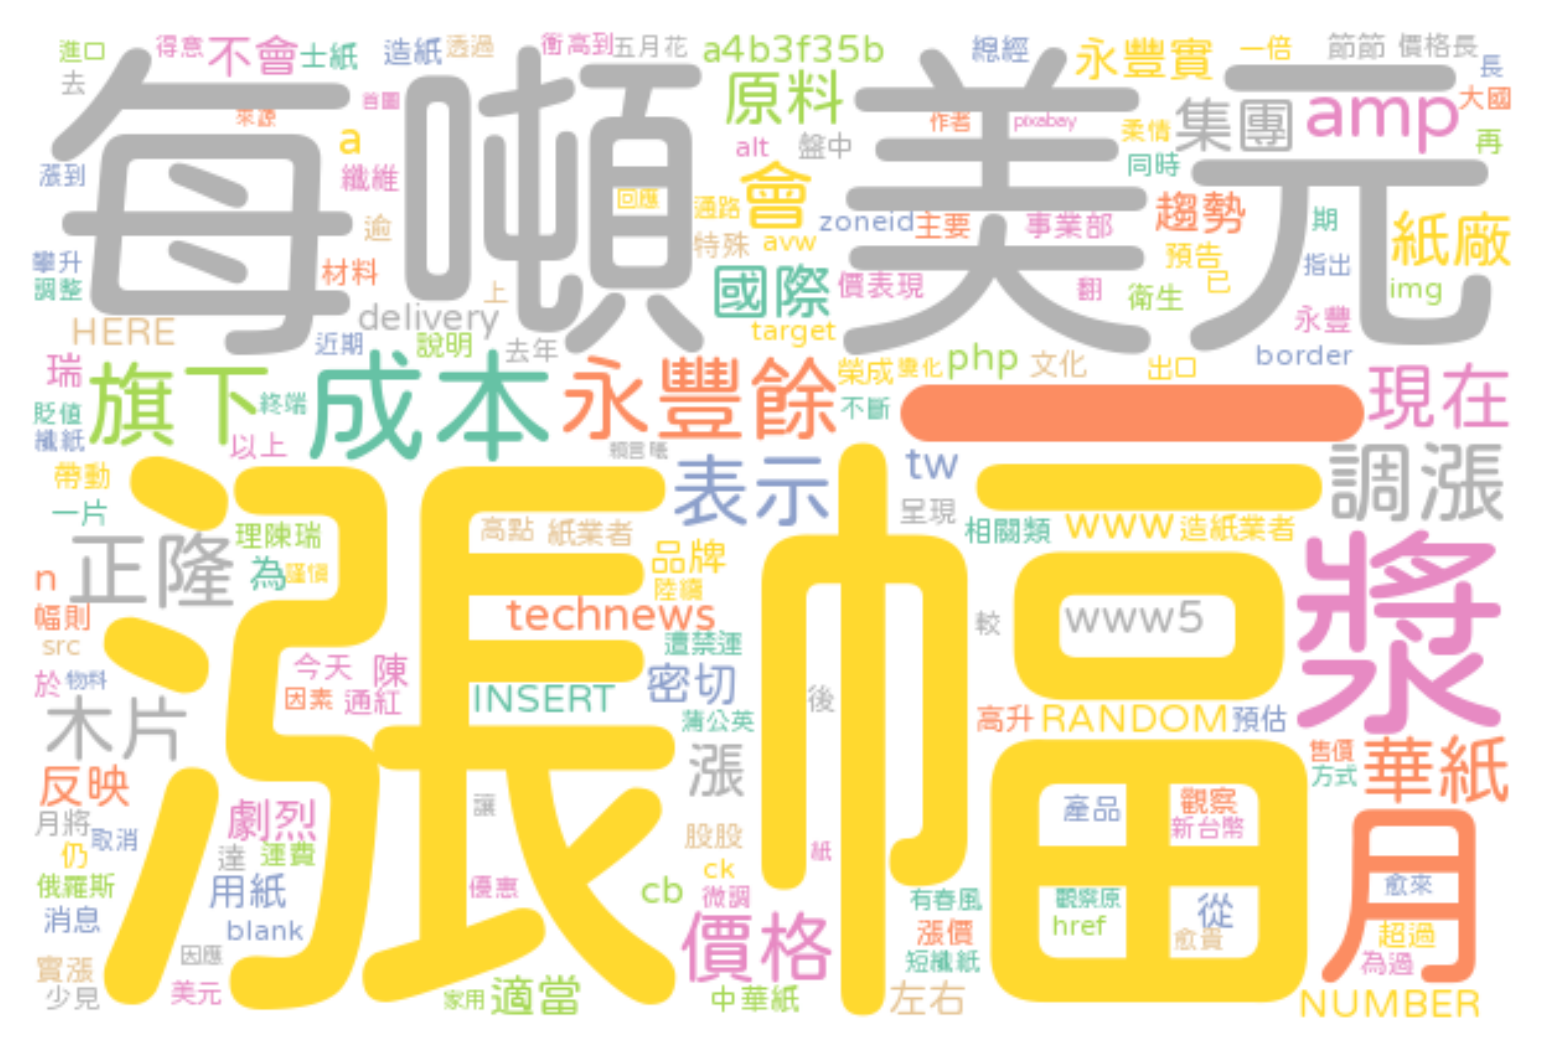 進口 得意 不會 士紙 造紙 透過 衝高到 五月花 a4b3f35b 總經 永豐實 一倍 節節 價格長 長
去 每噸美元 首圖 來源 原料 作者 pixabay 集團 amp 大國
a alt 盤中 柔情 再
漲到 纖維 回應 會 同時
逾 通路 zoneid 主要 事業部 趨勢 期 紙廠
攀升 材料 特殊 avw 預告 指出
調整 上 國際 價表現 翻 衛生 已 img
HERE delivery target 永豐
近期 說明 去年 榮成 變化 php 文化 出口 border
瑞 旗下 終端 成本 永豐餘 不斷 一 現在
貶值
纖紙 以上
帶動 表示 tw 調漲
一片 理陳瑞 高點 紙業者 呈現 相關類 www 造紙業者
n 正隆 為 謹慎 品牌 漲幅 漿
幅則 陸續 technews 較 www5
src 今天 陳 遭禁運
於 物料 因素 通紅 INSERT 密切 後
木片 蒲公英 高升 RANDOM 預估
反映 漲 售價 華紙
方式
月將 取消 劇烈 讓 產品 觀察 月
仍 達 運費 股股 紙 新台幣
俄羅斯 用紙 優惠 cb ck 微調 有春風 觀察原 從 愈來
消息 blank 價格 漲價 href 愈貴 超過
實漲 因應 短纖紙 為過
少見 美元 家用 適當 中華紙 左右 NUMBER